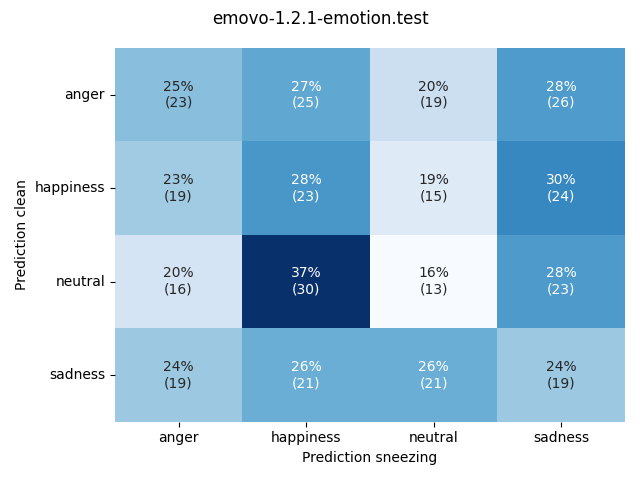 emovo-1.2.1-emotion.test
Prediction clean
anger
25%
(23)
27%
(25)
20%
(19)
28%
(26)
happiness
23%
(19)
28%
(23)
19%
(15)
30%
(24)
neutral
20%
(16)
37%
(30)
16%
(13)
28%
(23)
sadness
24%
(19)
26%
(21)
26%
(21)
24%
(19)
anger
happiness
neutral
sadness
Prediction sneezing